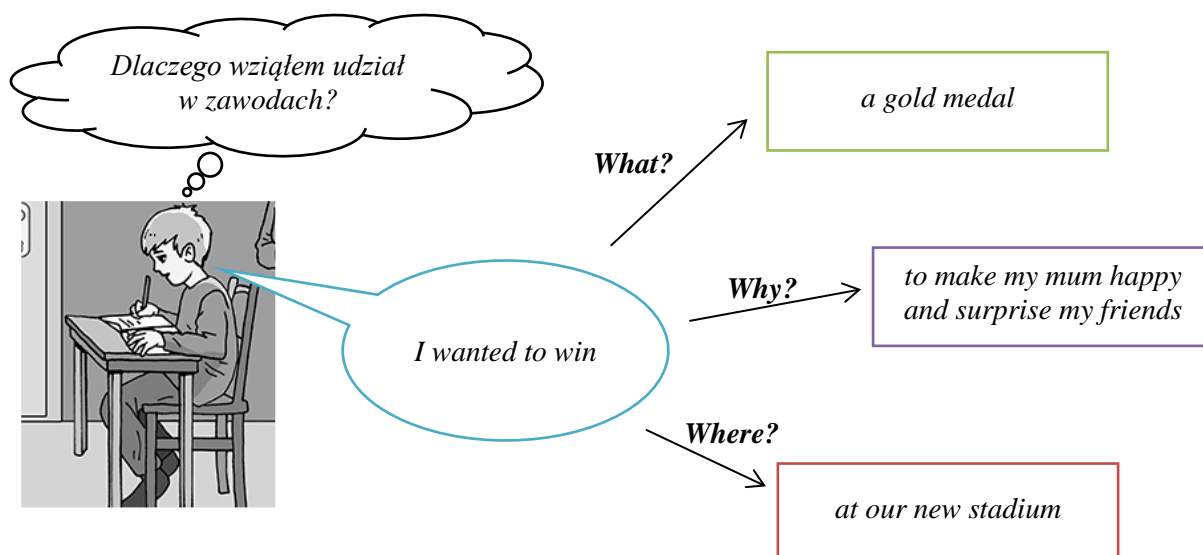 Dlaczego wziąłem udział
w zawodach?
a gold medal
What?
Why?
to make my mum happy
and surprise my friends
I wanted to win
Where?
at our new stadium